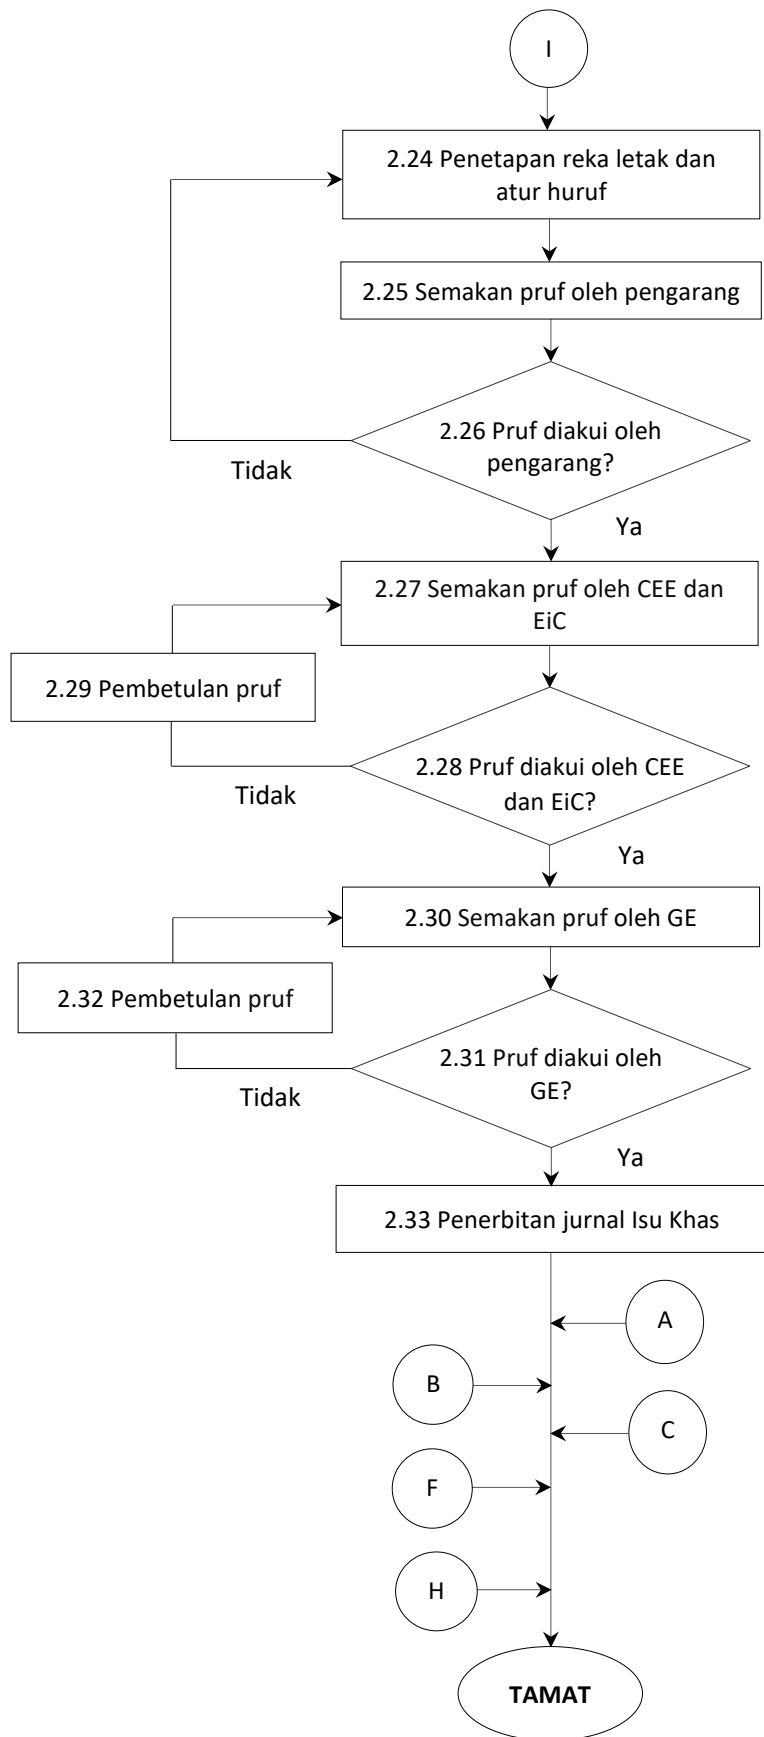 I
2.24 Penetapan reka letak dan
atur huruf
2.25 Semakan pruf oleh pengarang
2.26 Pruf diakui oleh
pengarang?
Tidak
Ya
2.27 Semakan pruf oleh CEE dan
EiC
2.29 Pembetulan pruf
2.28 Pruf diakui oleh CEE
dan EiC?
Tidak
Ya
2.30 Semakan pruf oleh GE
2.32 Pembetulan pruf
2.31 Pruf diakui oleh
GE?
Tidak
Ya
2.33 Penerbitan jurnal Isu Khas
A
B
C
F
H
TAMAT